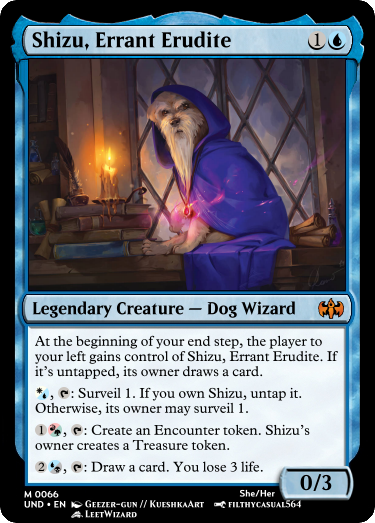 Shizu, Errant Erudite 1
Legendary Creature — Dog Wizard
At the beginning of your end step, the player to
your left gains control of Shizu, Errant Erudite. If
it's untapped, its owner draws a card.
: Surveil 1. If you own Shizu, untap it.
Otherwise, its owner may surveil 1.
1 , : Create an Encounter token. Shizu's
owner creates a Treasure token.
2 , : Draw a card. You lose 3 life.
0/3
M 0066 She/Her
UND • EN Geezer-gun // KueshkaArt FILTHYCASUAL564
LeetWizard